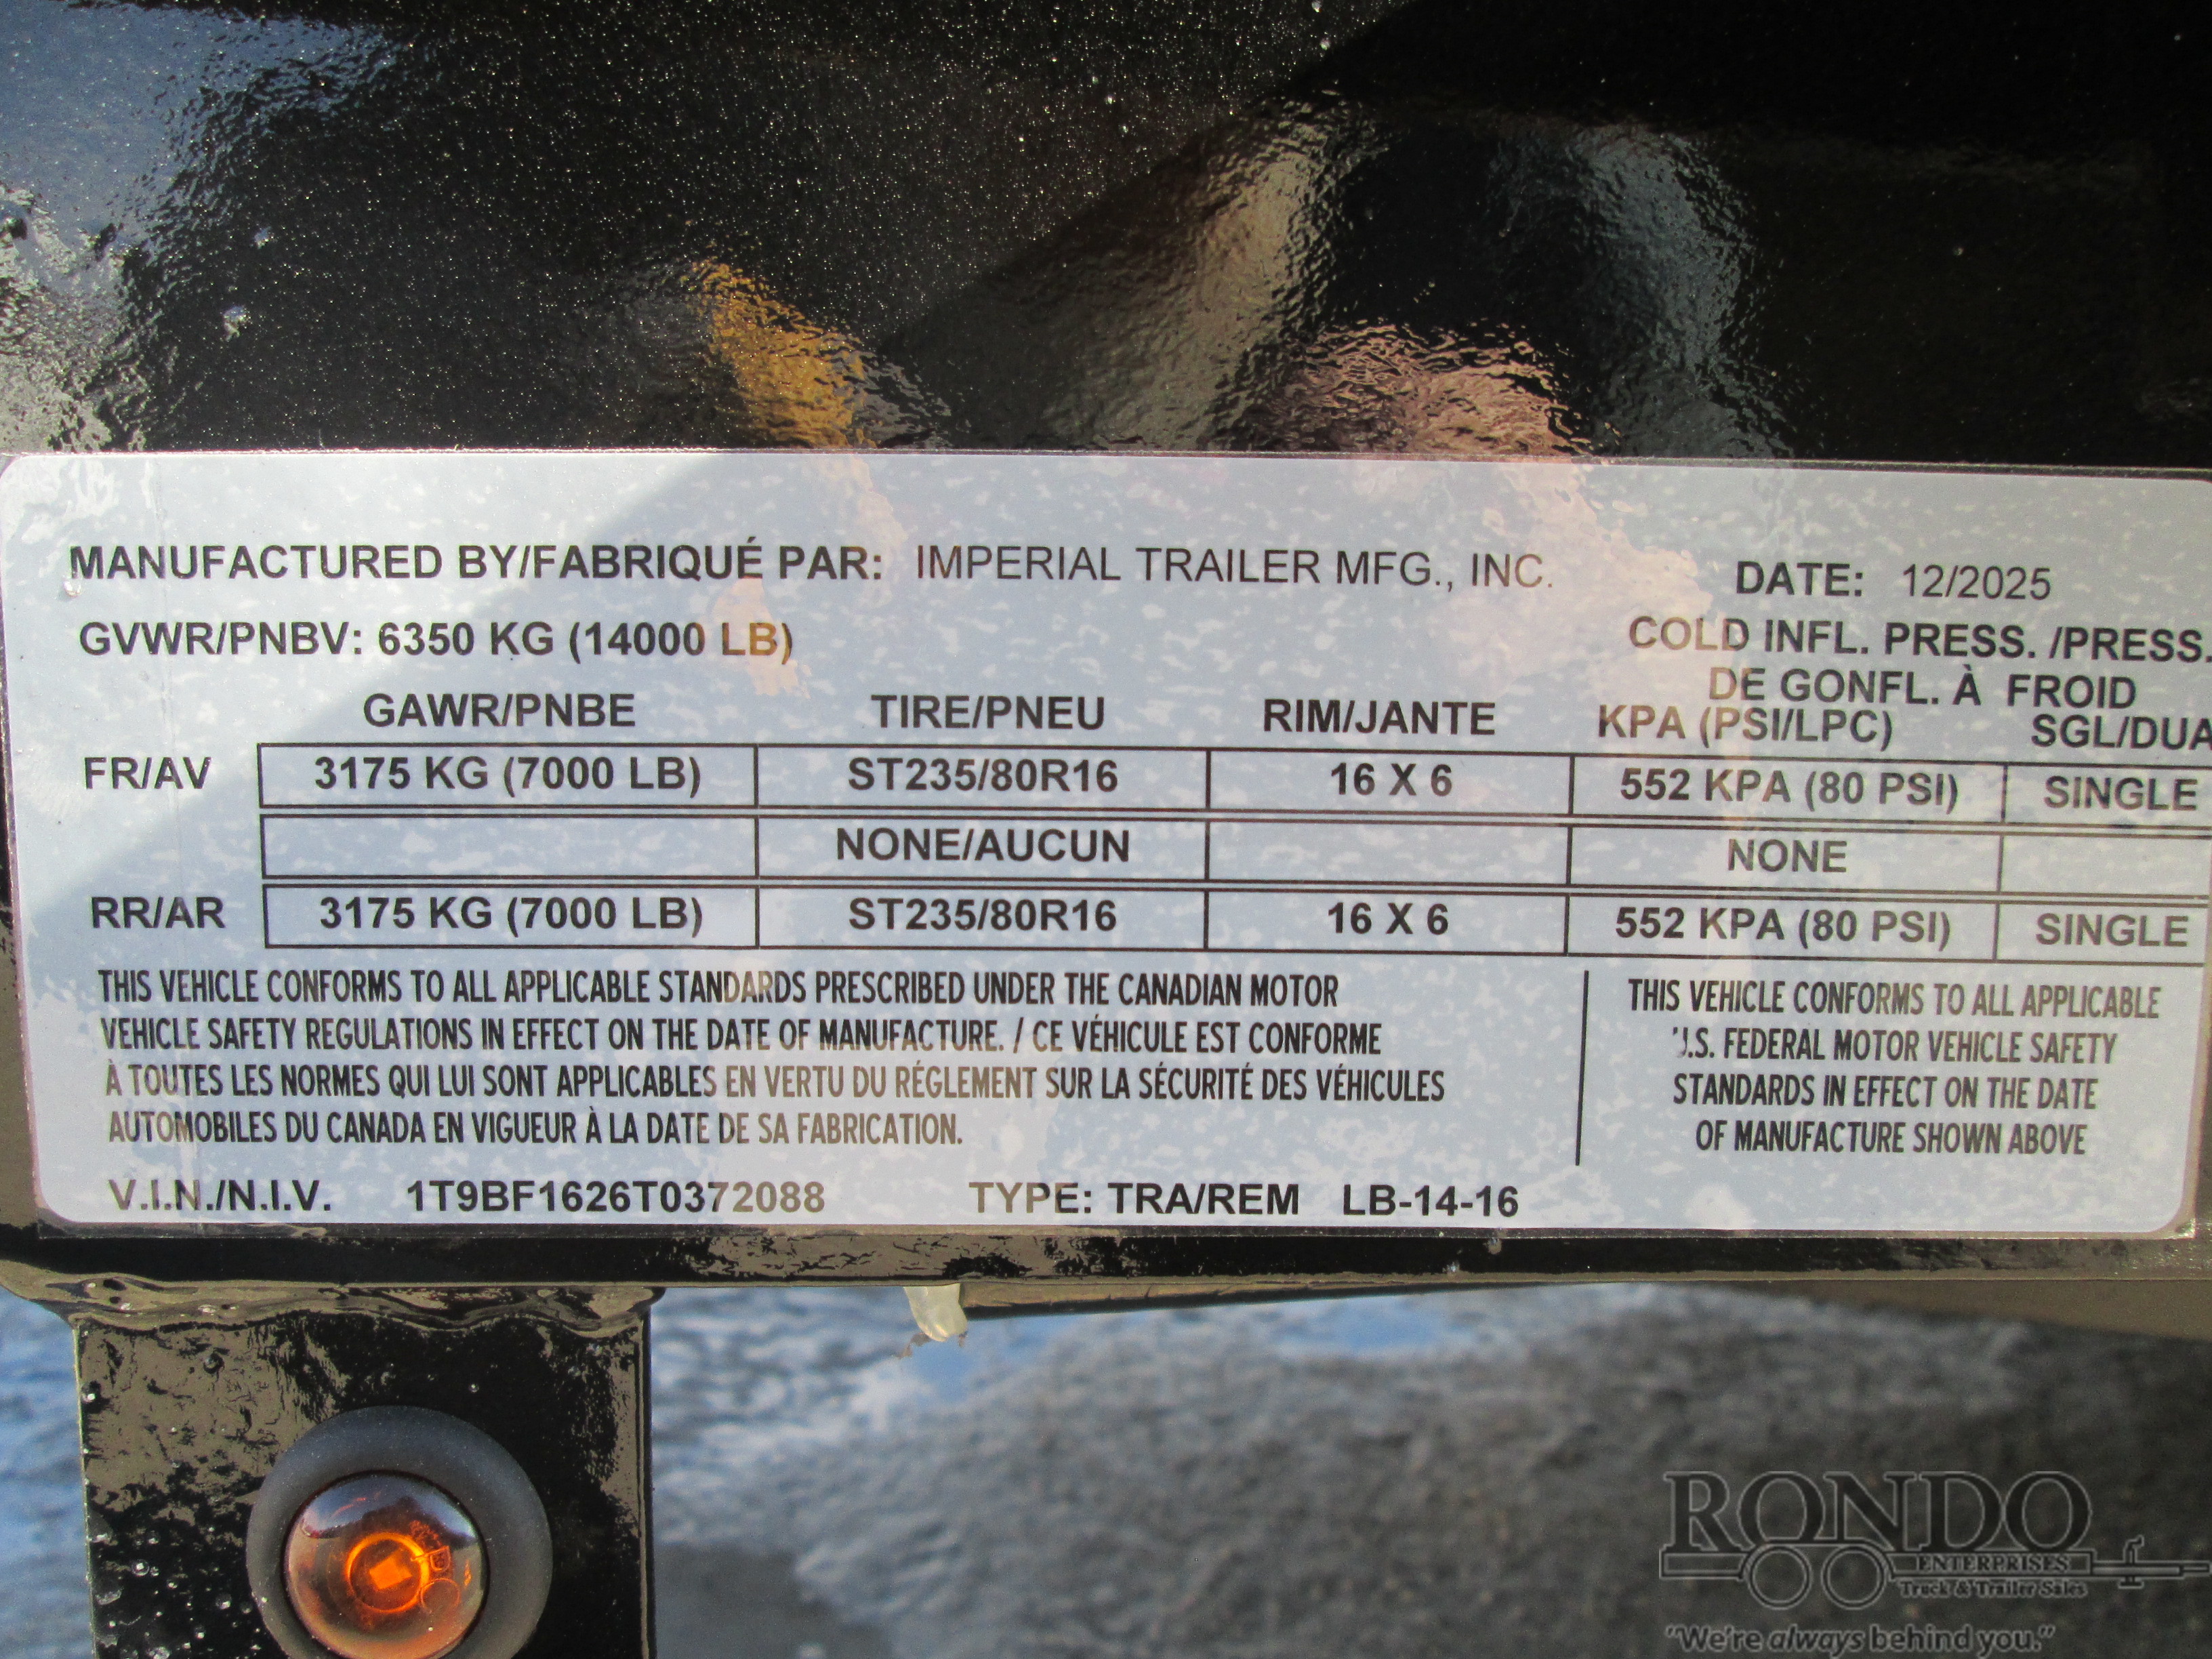 MANUFACTURED BY/FABRIQUÉ PAR: IMPERIAL TRAILER MFG., INC. DATE: 12/2025
GVWR/PNBV: 6350 KG (14000 LB) COLD INFL. PRESS. /PRESS.
DE GONFL. À FROID
GAWR/PNBE TIRE/PNEU RIM/JANTE KPA (PSI/LPC) SGL/DUA
FR/AV 3175 KG (7000 LB) ST235/80R16 16 X 6 552 KPA (80 PSI) SINGLE
NONE/AUCUN NONE
RR/AR 3175 KG (7000 LB) ST235/80R16 16 X 6 552 KPA (80 PSI) SINGLE
THIS VEHICLE CONFORMS TO ALL APPLICABLE STANDARDS PRESCRIBED UNDER THE CANADIAN MOTOR
VEHICLE SAFETY REGULATIONS IN EFFECT ON THE DATE OF MANUFACTURE. / CE VÉHICULE EST CONFORME
À TOUTES LES NORMES QUI LUI SONT APPLICABLES EN VERTU DU RÉGLEMENT SUR LA SÉCURITÉ DES VÉHICULES
AUTOMOBILES DU CANADA EN VIGUEUR À LA DATE DE SA FABRICATION.
THIS VEHICLE CONFORMS TO ALL APPLICABLE
U.S. FEDERAL MOTOR VEHICLE SAFETY
STANDARDS IN EFFECT ON THE DATE
OF MANUFACTURE SHOWN ABOVE
V.I.N./N.I.V. 1T9BF1626T0372088 TYPE: TRA/REM LB-14-16
RONDO
ENTERPRISES
Truck & Trailer Sales
"We're always behind you."